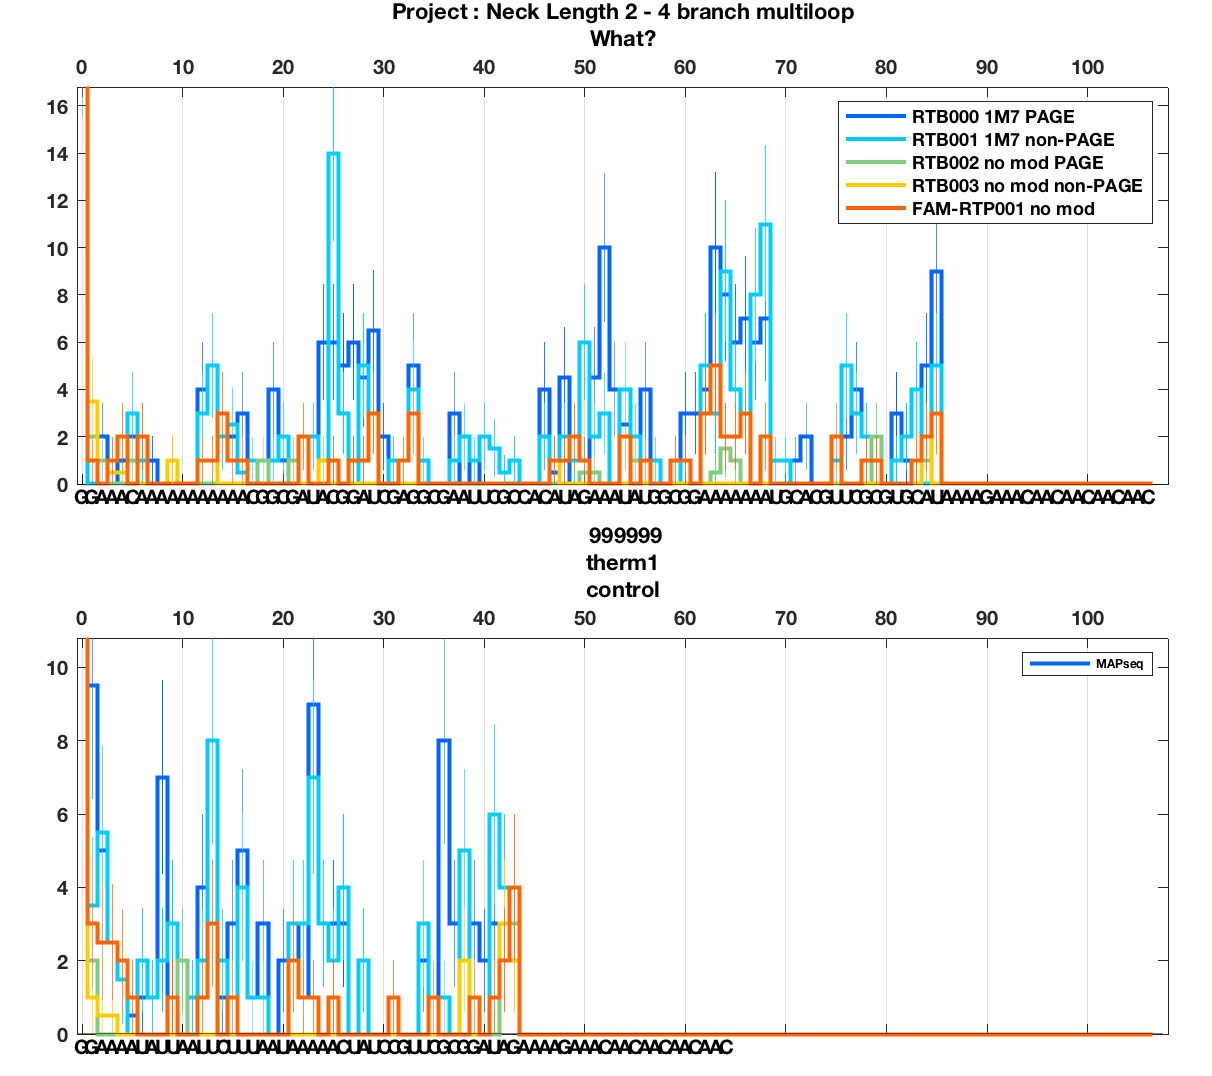 Project : Neck Length 2 - 4 branch multiloop
What?
0 10 20 30 40 50 60 70 80 90 100
16
14
12
10
8
6
4
2
0
RTB000 1M7 PAGE
RTB001 1M7 non-PAGE
RTB002 no mod PAGE
RTB003 no mod non-PAGE
FAM-RTP001 no mod
999999
therm1
control
0 10 20 30 40 50 60 70 80 90 100
10
8
6
4
2
0
MAPseq